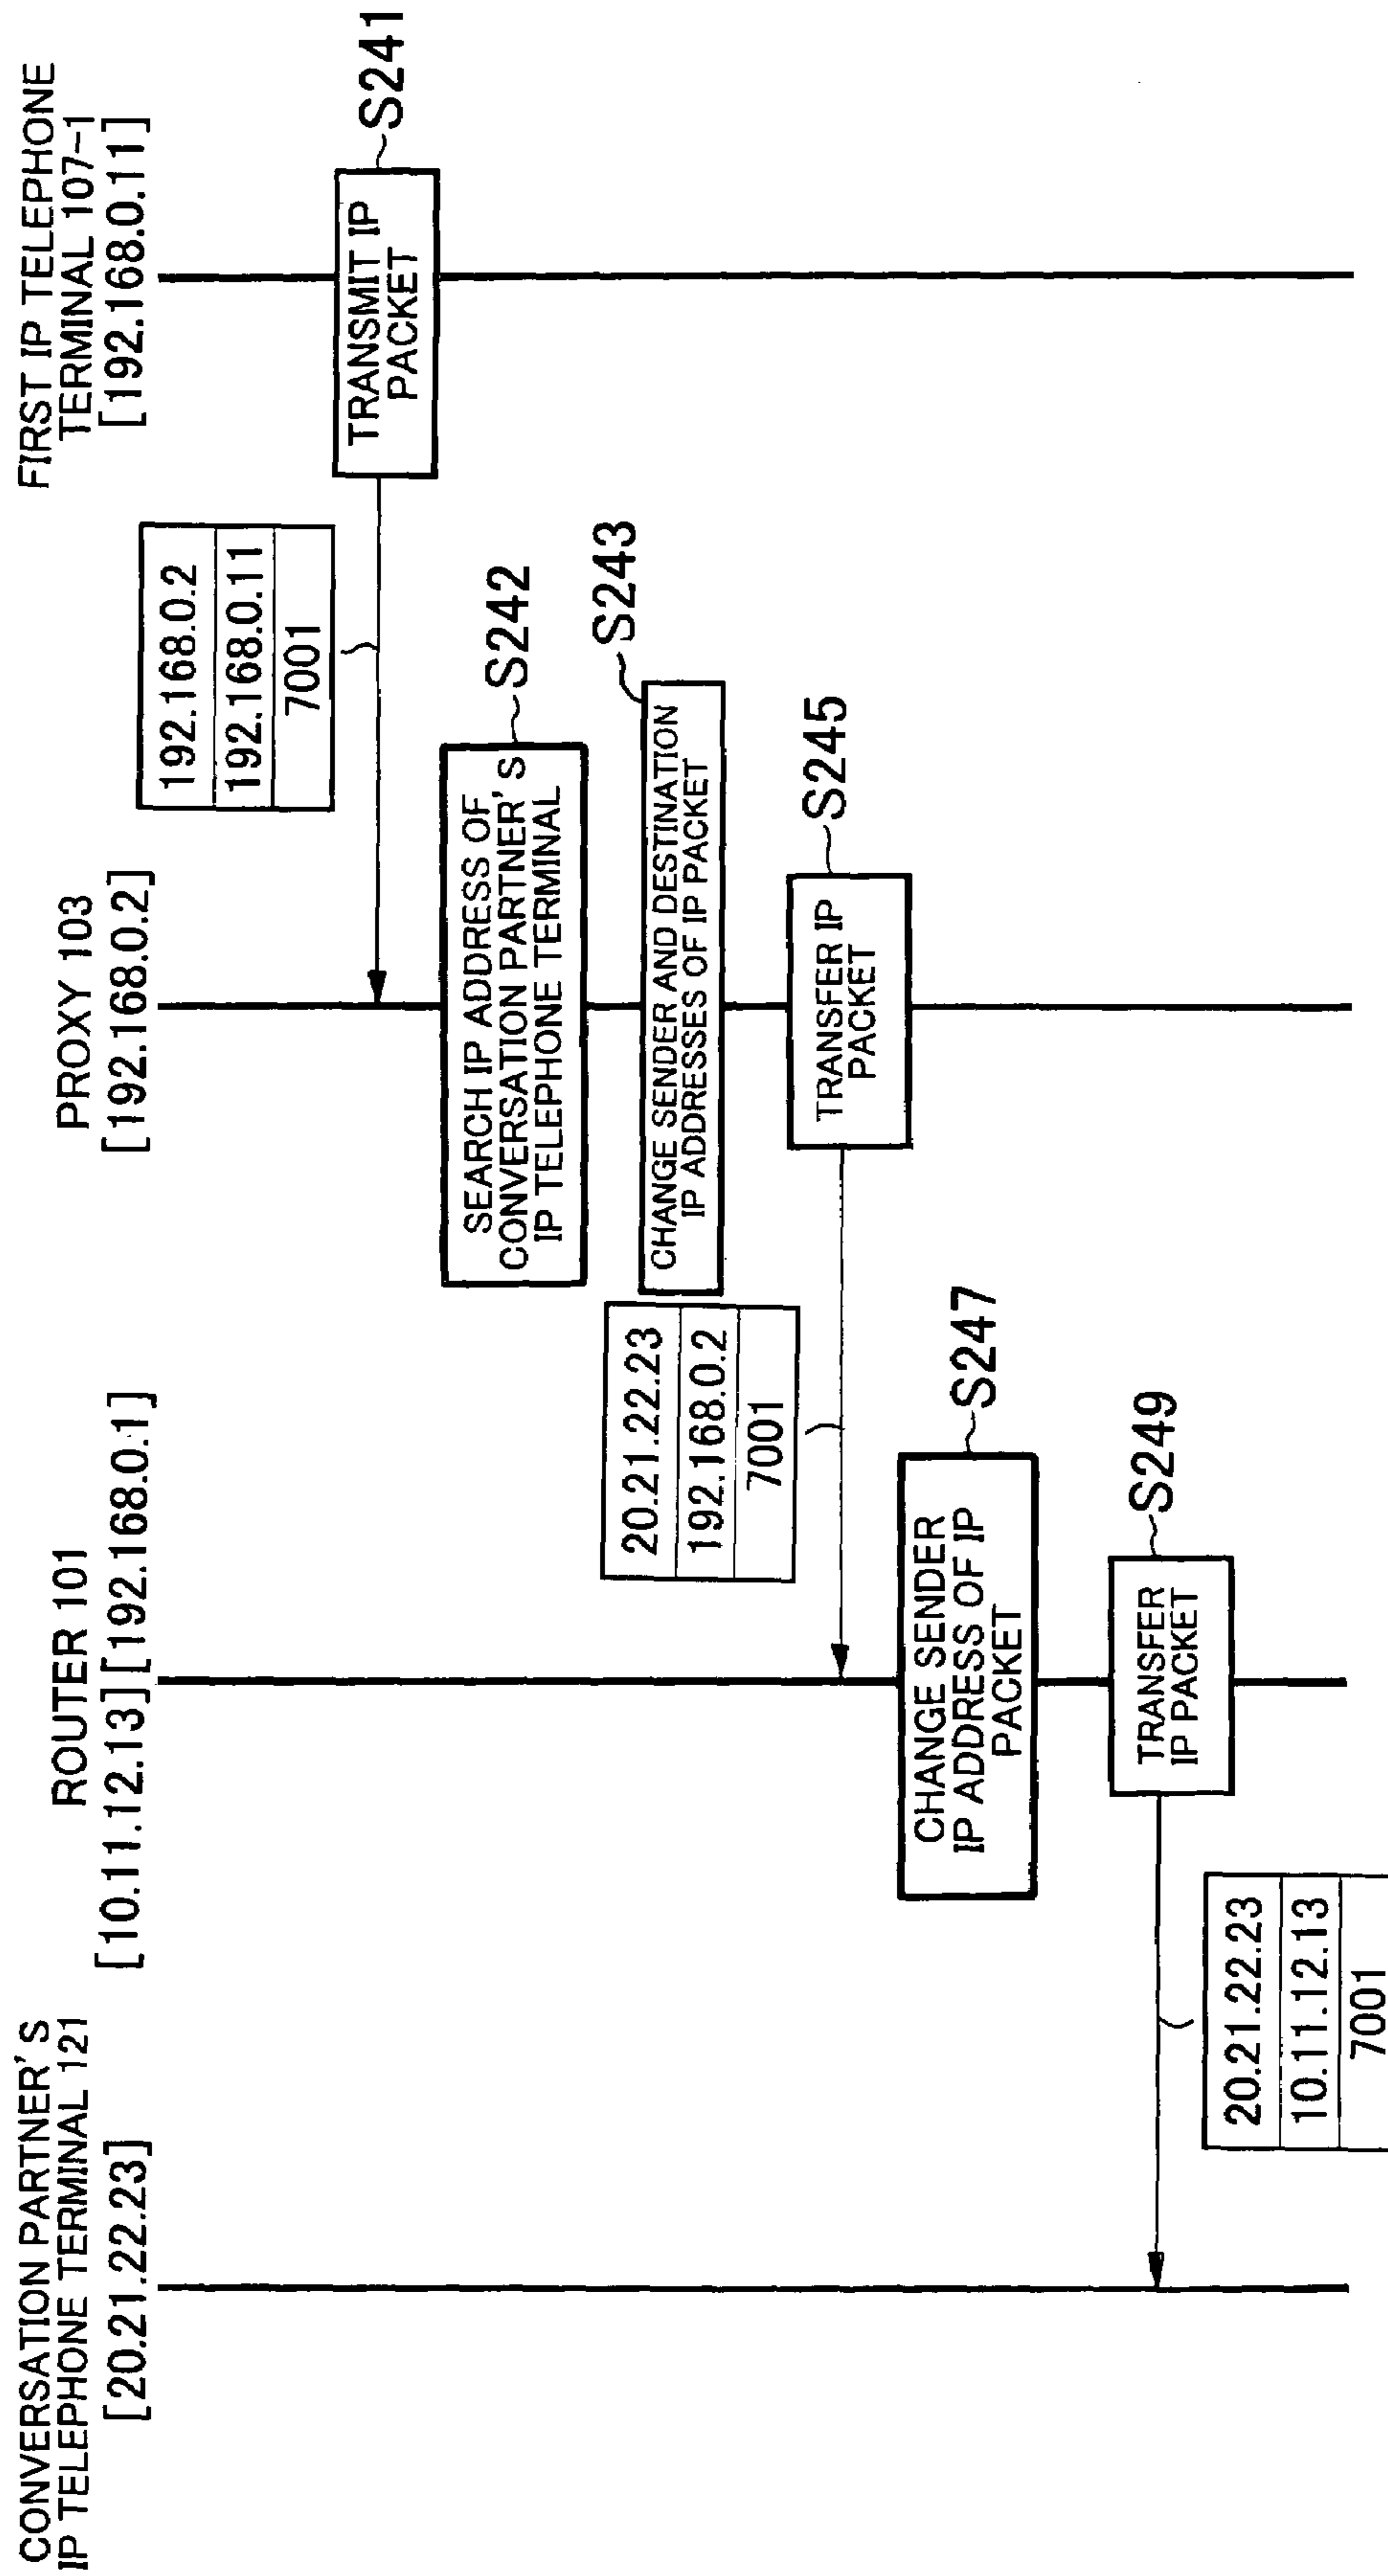 CONVERSATION PARTNER'S
IP TELEPHONE TERMINAL 121
[20.21.22.23]
ROUTER 101
[10.11.12.13][192.168.0.1]
PROXY 103
[192.168.0.2]
FIRST IP TELEPHONE
TERMINAL 107-1
[192.168.0.11]
192.168.0.2
192.168.0.11
7001
TRANSMIT IP
PACKET
S241
SEARCH IP ADDRESS OF
CONVERSATION PARTNER'S
IP TELEPHONE TERMINAL
S242
CHANGE SENDER AND DESTINATION
IP ADDRESSES OF IP PACKET
S243
20.21.22.23
192.168.0.2
7001
TRANSFER IP
PACKET
S245
CHANGE SENDER
IP ADDRESS OF IP
PACKET
S247
TRANSFER
IP PACKET
S249
20.21.22.23
10.11.12.13
7001